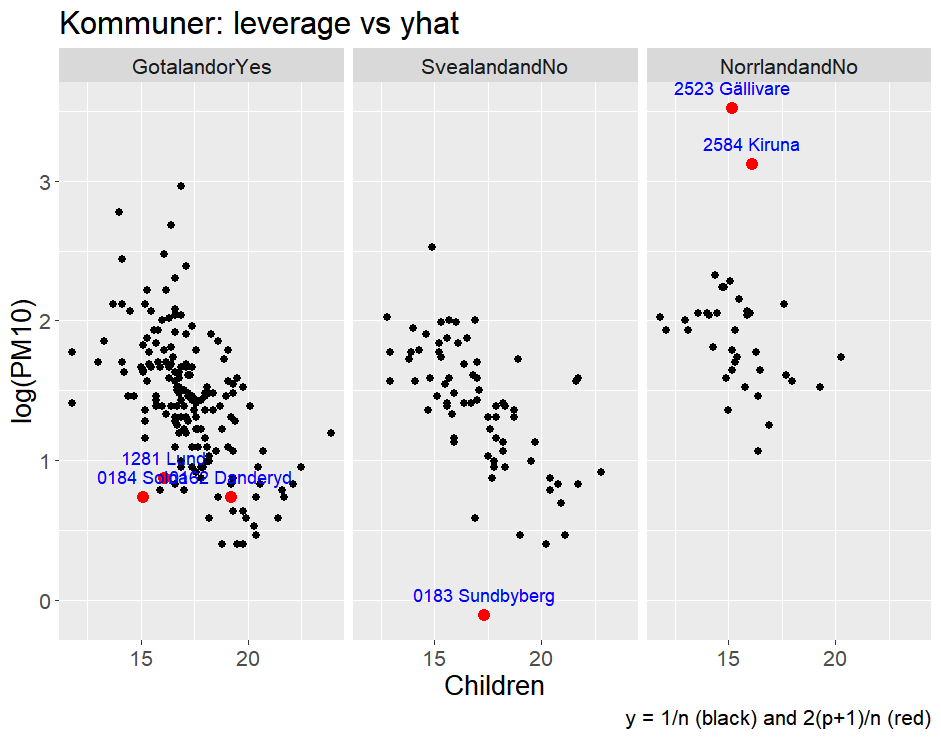 Kommuner: leverage vs yhat
GotalandorYes
SvealandandNo
NorrlandandNo
2523 Gällivare
2584 Kiruna
1281 Lund
0184 Solna
0162 Danderyd
0183 Sundbyberg
log(PM10)
3
2
1
0
15
20
15
20
15
20
Children
y = 1/n (black) and 2(p+1)/n (red)